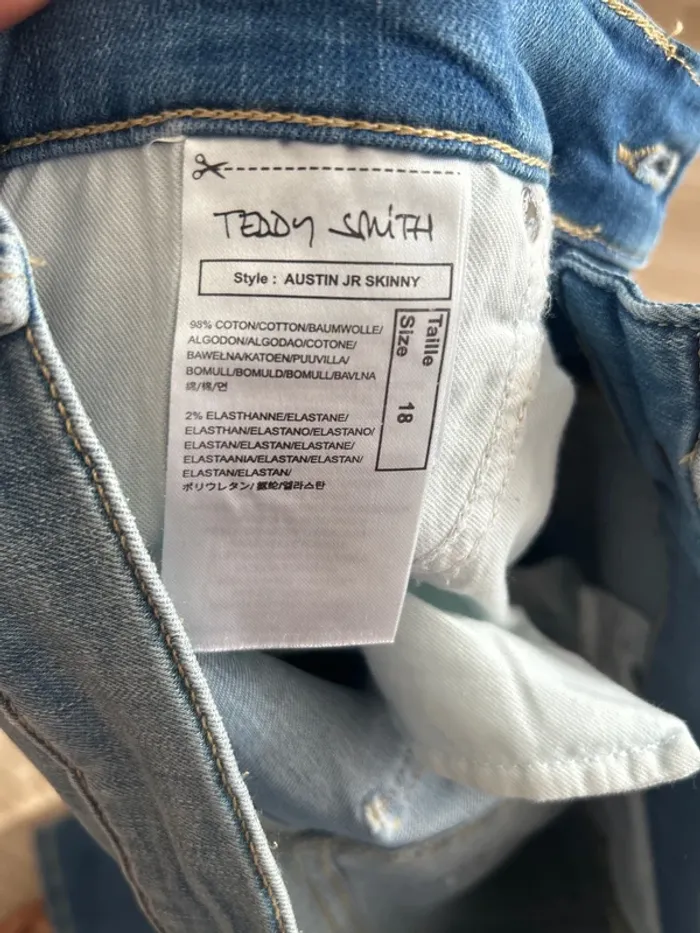 TEDDY SMITH
Style : AUSTIN JR SKINNY
98% COTON/COTTON/BAUMWOLLE/
ALGODON/ALGODAO/COTONE/
BAWEŁNA/KATOEN/PUUVILLA/
BOMULL/BOMULD/BOMULL/BAVLNA
绵/棉/면
2% ELASTHANNE/ELASTANE/
ELASTHAN/ELASTANO/ELASTANO/
ELASTAN/ELASTAN/ELASTANE/
ELASTAANIA/ELASTAN/ELASTAN/
ELASTAN/ELASTAN/
ポリウレタン/ 氨纶/엘라스탄
Taille
Size 18